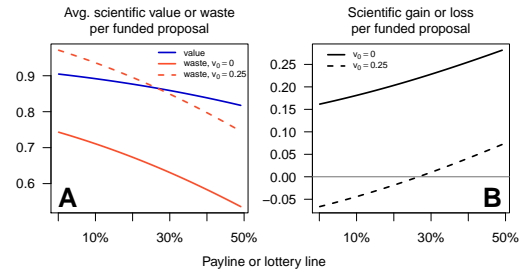 Avg. scientific value or waste
per funded proposal
value
waste, v0 = 0
waste, v0 = 0.25
0.9
0.8
0.7
0.6
A
10%
30%
50%
Scientific gain or loss
per funded proposal
v0 = 0
v0 = 0.25
0.25
0.20
0.15
0.10
0.05
0.00
−0.05
B
10%
30%
50%
Payline or lottery line